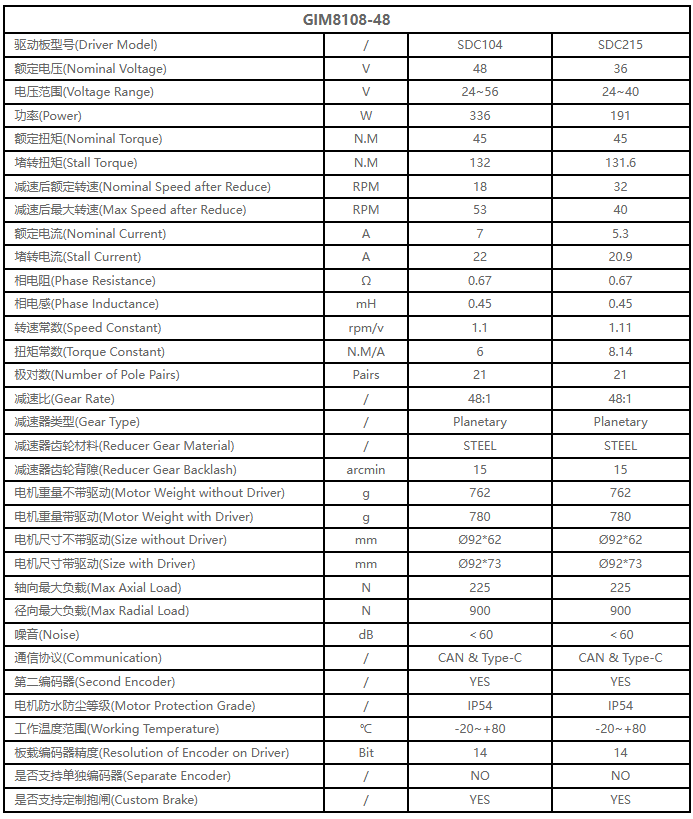 GIM8108-48
驱动板型号(Driver Model) / SDC104 SDC215
额定电压(Nominal Voltage) V 48 36
电压范围(Voltage Range) V 24~56 24~40
功率(Power) W 336 191
额定扭矩(Nominal Torque) N.M 45 45
堵转扭矩(Stall Torque) N.M 132 131.6
减速后额定转速(Nominal Speed after Reduce) RPM 18 32
减速后最大转速(Max Speed after Reduce) RPM 53 40
额定电流(Nominal Current) A 7 5.3
堵转电流(Stall Current) A 22 20.9
相电阻(Phase Resistance) Ω 0.67 0.67
相电感(Phase Inductance) mH 0.45 0.45
转速常数(Speed Constant) rpm/v 1.1 1.11
扭矩常数(Torque Constant) N.M/A 6 8.14
极对数(Number of Pole Pairs) Pairs 21 21
减速比(Gear Rate) / 48:1 48:1
减速器类型(Gear Type) / Planetary Planetary
减速器齿轮材料(Reducer Gear Material) / STEEL STEEL
减速器齿轮背隙(Reducer Gear Backlash) arcmin 15 15
电机重量不带驱动(Motor Weight without Driver) g 762 762
电机重量带驱动(Motor Weight with Driver) g 780 780
电机尺寸不带驱动(Size without Driver) mm Ø92*62 Ø92*62
电机尺寸带驱动(Size with Driver) mm Ø92*73 Ø92*73
轴向最大负载(Max Axial Load) N 225 225
径向最大负载(Max Radial Load) N 900 900
噪音(Noise) dB ＜60 ＜60
通信协议(Communication) / CAN & Type-C CAN & Type-C
第二编码器(Second Encoder) / YES YES
电机防水防尘等级(Motor Protection Grade) / IP54 IP54
工作温度范围(Working Temperature) ℃ -20~+80 -20~+80
板载编码器精度(Resolution of Encoder on Driver) Bit 14 14
是否支持单独编码器(Separate Encoder) / NO NO
是否支持定制抱闸(Custom Brake) / YES YES